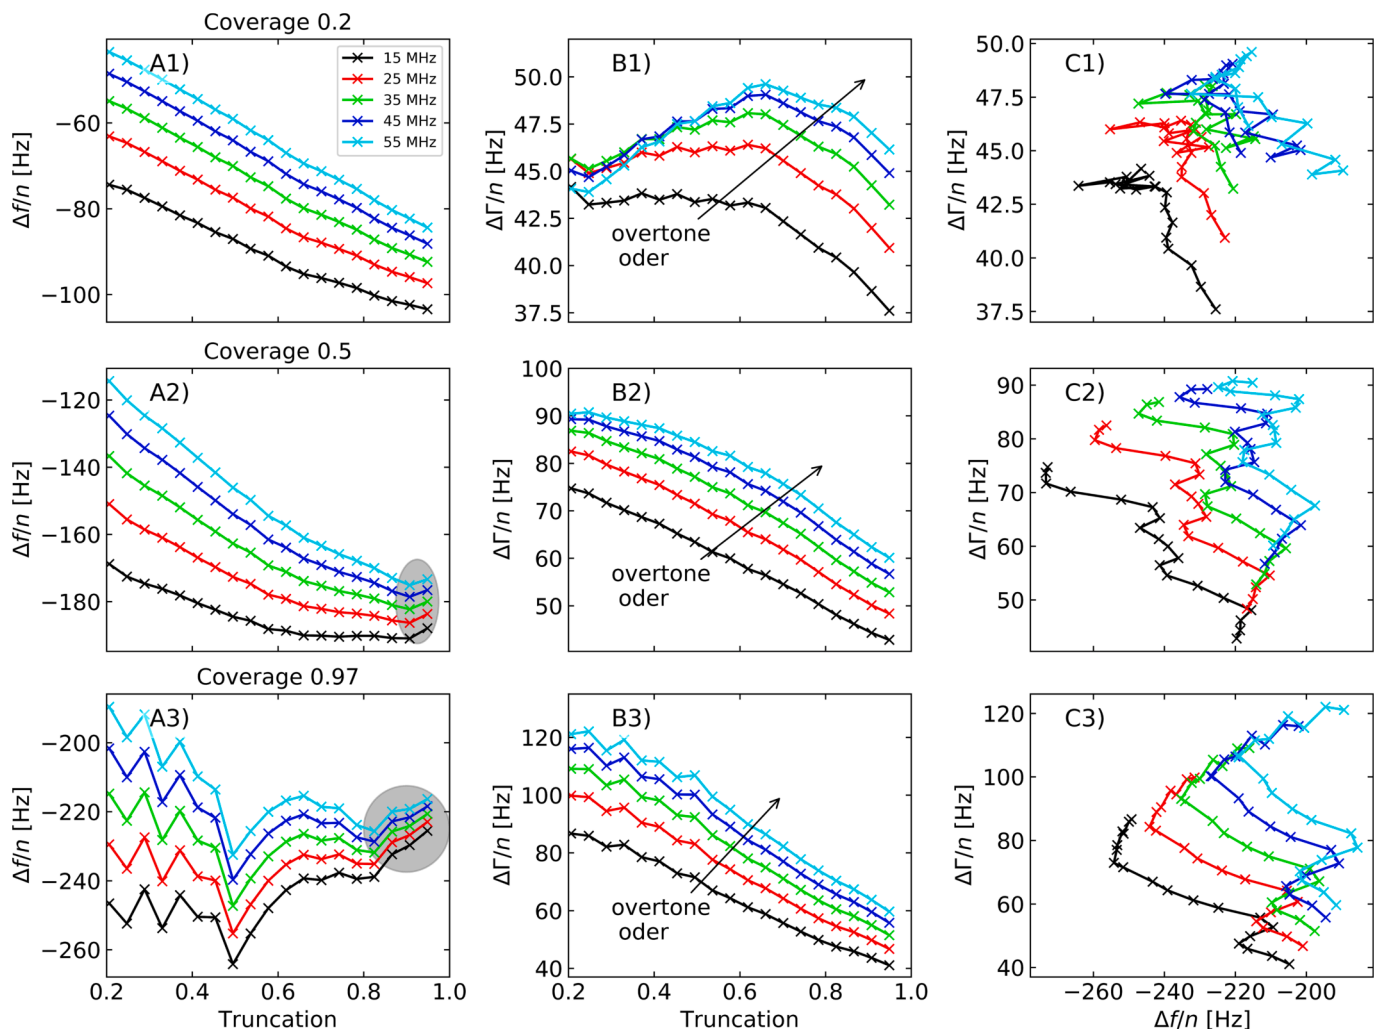 Coverage 0.2
A1)
15 MHz
25 MHz
35 MHz
45 MHz
55 MHz
−60
−80
−100
Δf/n [Hz]
B1)
50.0
47.5
45.0
42.5
40.0
37.5
ΔΓ/n [Hz]
overtone
oder
C1)
50.0
47.5
45.0
42.5
40.0
37.5
ΔΓ/n [Hz]
Coverage 0.5
A2)
−120
−140
−160
−180
Δf/n [Hz]
B2)
100
90
80
70
60
50
ΔΓ/n [Hz]
overtone
oder
C2)
90
80
70
60
50
ΔΓ/n [Hz]
Coverage 0.97
A3)
−200
−220
−240
−260
Δf/n [Hz]
0.2 0.4 0.6 0.8 1.0
Truncation
B3)
120
100
80
60
40
ΔΓ/n [Hz]
overtone
oder
0.2 0.4 0.6 0.8 1.0
Truncation
C3)
120
100
80
60
40
ΔΓ/n [Hz]
−260 −240 −220 −200
Δf/n [Hz]